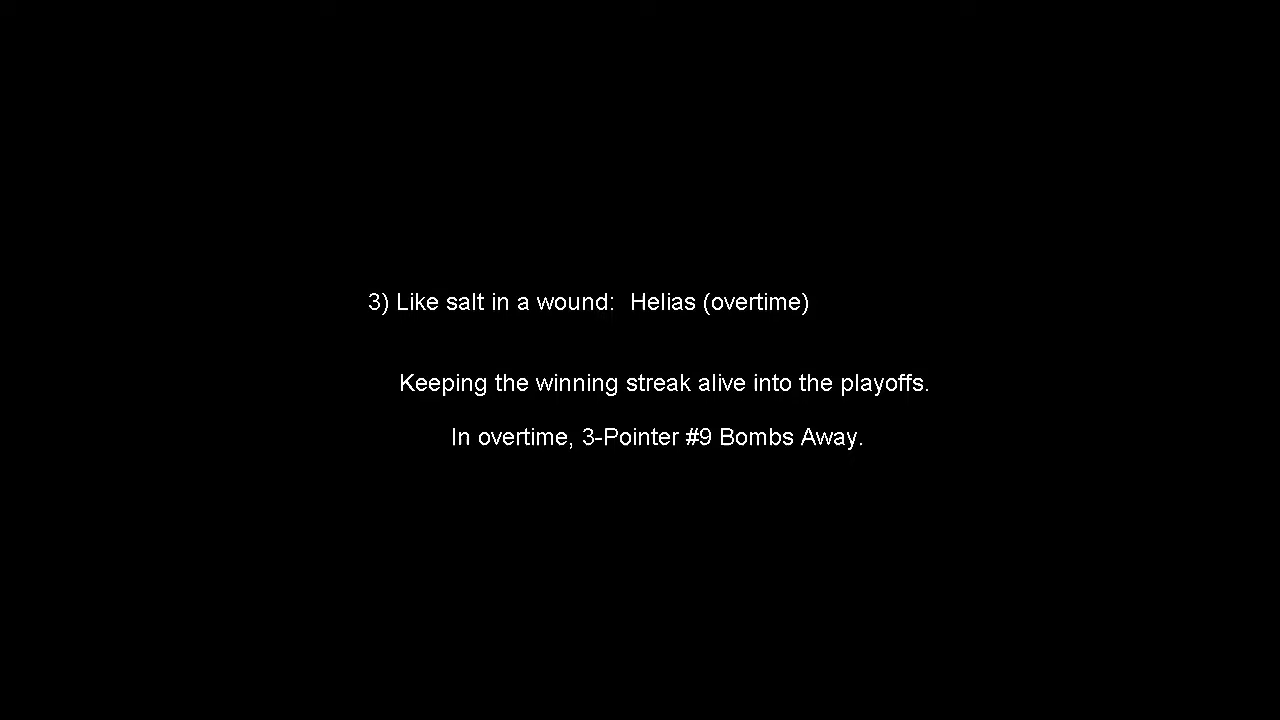 3) Like salt in a wound:  Helias (overtime)
Keeping the winning streak alive into the playoffs.
In overtime, 3-Pointer #9 Bombs Away.